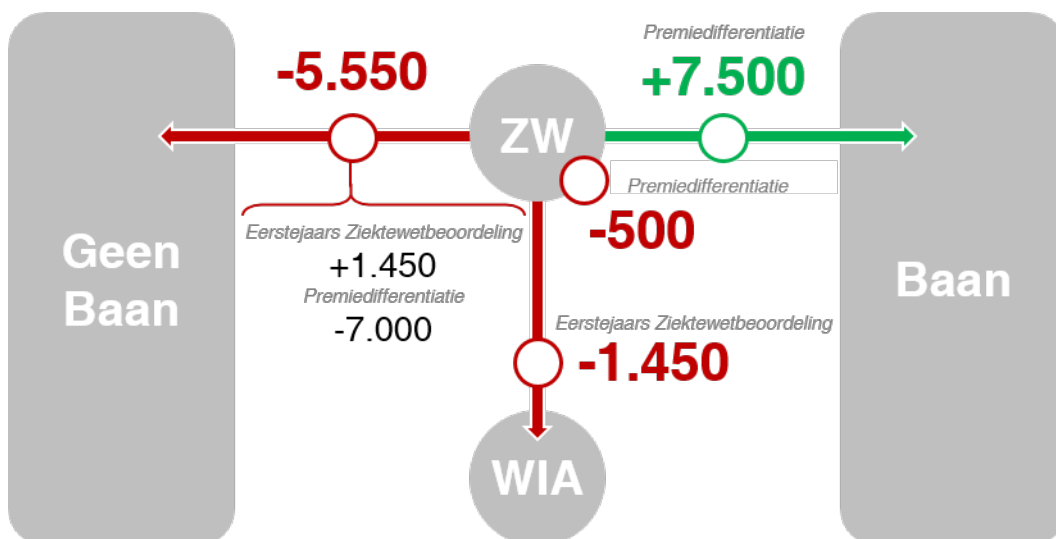 Premiedifferentiatie
-5.550
+7.500
ZW
Premiedifferentiatie
-500
Eerstejaars Ziektewetbeoordeling
+1.450
Premiedifferentiatie
-7.000
Geen
Baan
Baan
Eerstejaars Ziektewetbeoordeling
-1.450
WIA